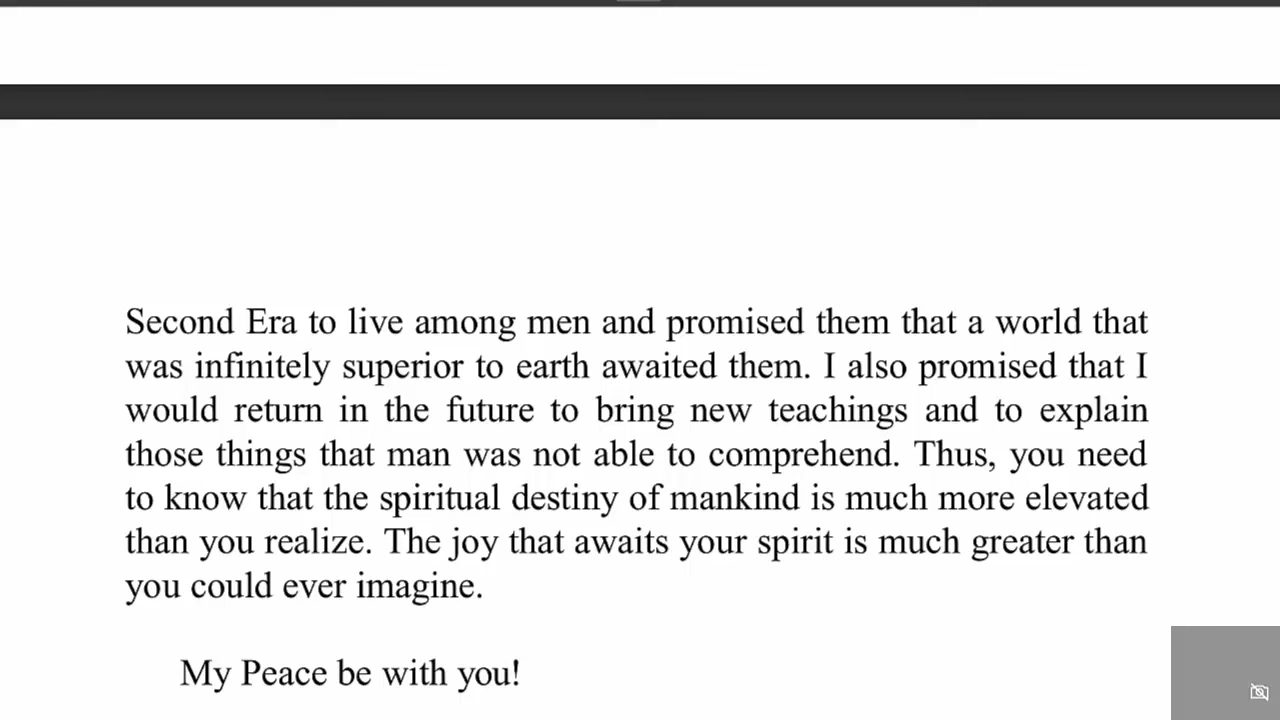 Second Era to live among men and promised them that a world that
was infinitely superior to earth awaited them. I also promised that I
would return in the future to bring new teachings and to explain
those things that man was not able to comprehend. Thus, you need
to know that the spiritual destiny of mankind is much more elevated
than you realize. The joy that awaits your spirit is much greater than
you could ever imagine.
My Peace be with you!